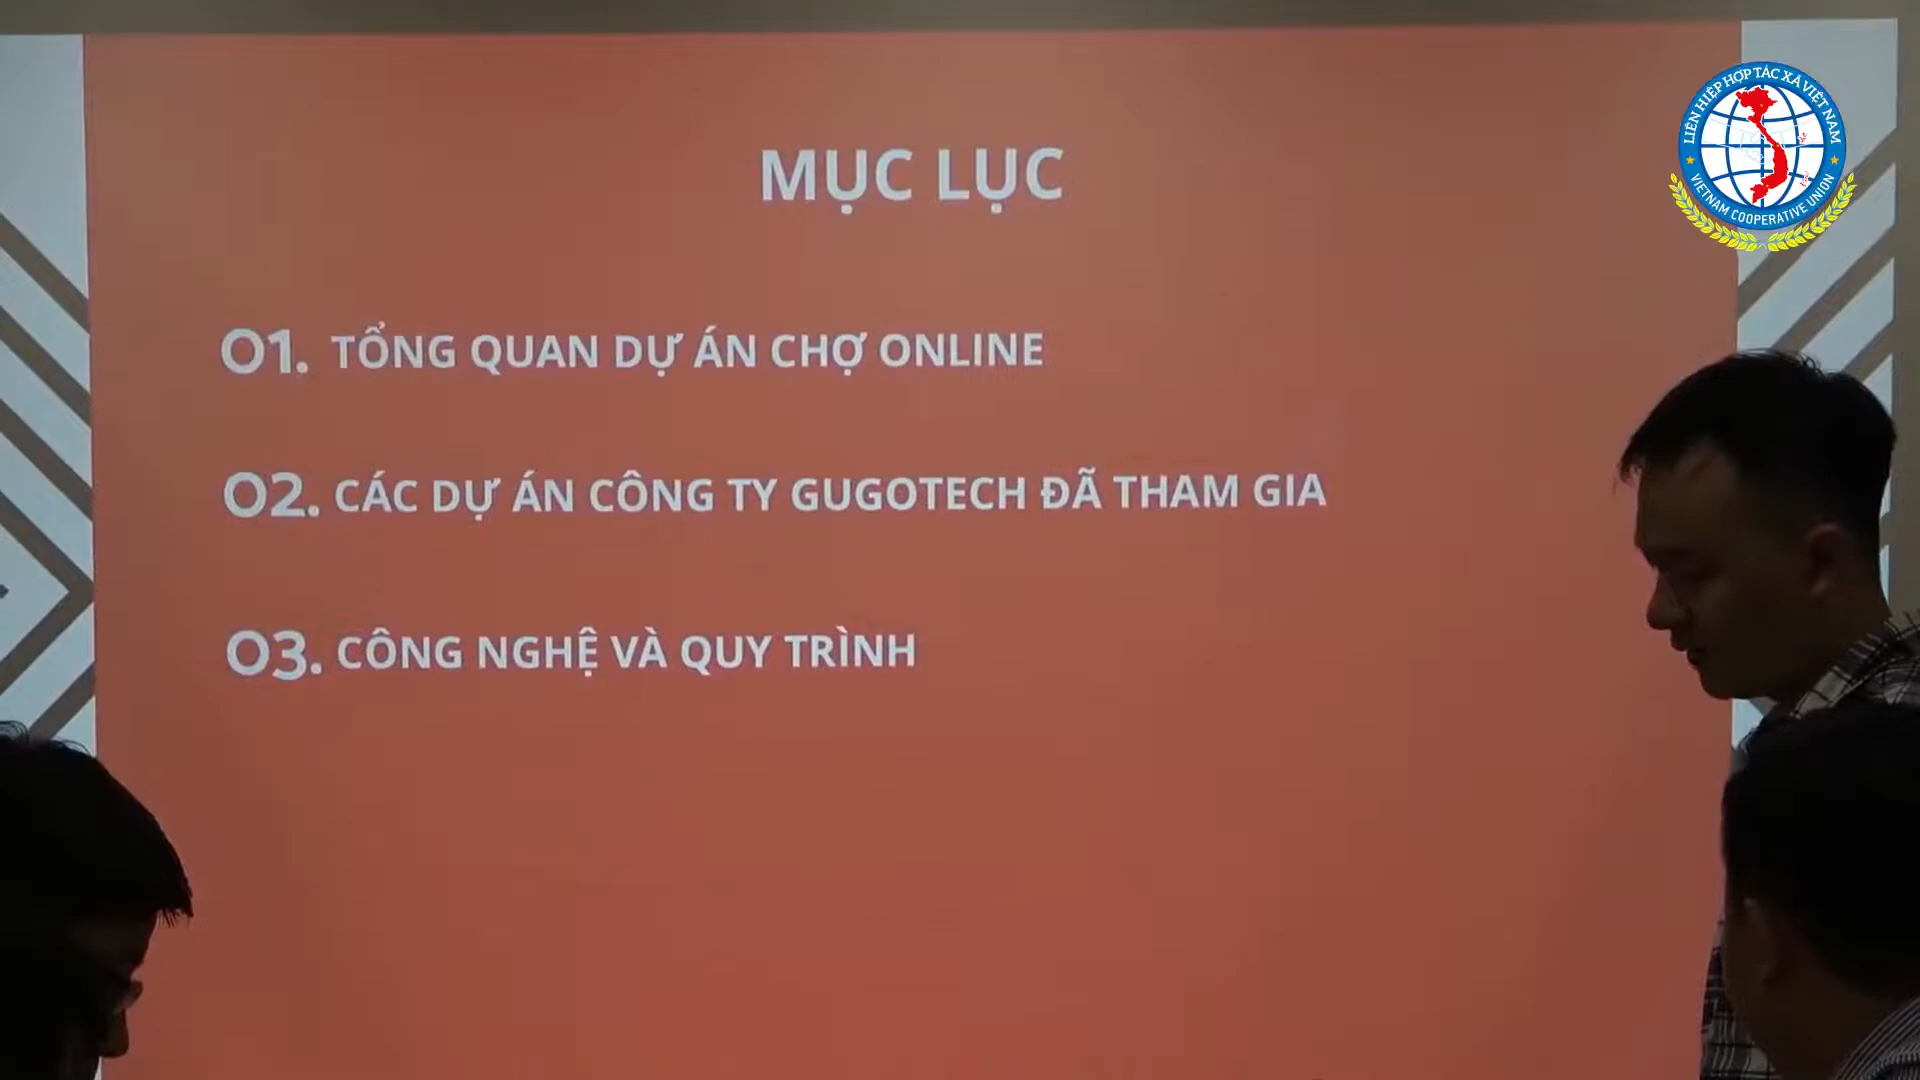 LIÊN HIỆP HỢP TÁC XÃ VIỆT NAM
VIETNAM COOPERATIVE UNION
MỤC LỤC
01. TỔNG QUAN DỰ ÁN CHỢ ONLINE
02. CÁC DỰ ÁN CÔNG TY GUGOTECH ĐÃ THAM GIA
03. CÔNG NGHỆ VÀ QUY TRÌNH